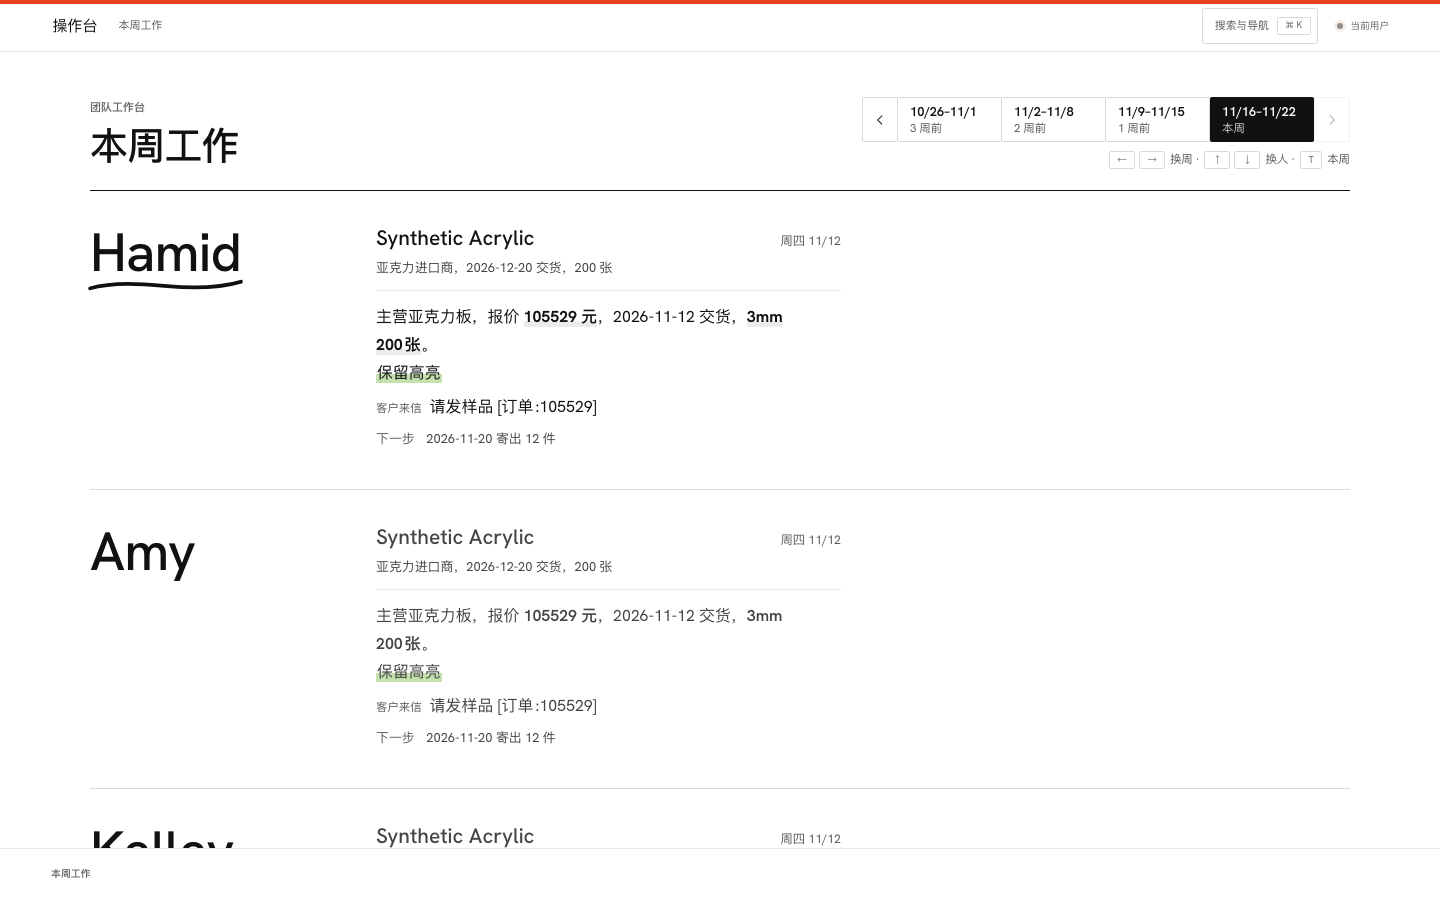 操作台 本周工作 搜索与导航 ⌘ K 当前用户
团队工作台
本周工作
10/26–11/1 11/2–11/8 11/9–11/15 11/16–11/22
3 周前 2 周前 1 周前 本周
← → 换周 · ↑ ↓ 换人 · T 本周
Hamid
Synthetic Acrylic 周四 11/12
亚克力进口商，2026-12-20 交货，200 张
主营亚克力板，报价 105529 元，2026-11-12 交货，3mm
200 张。
保留高亮
客户来信 请发样品 [订单:105529]
下一步 2026-11-20 寄出 12 件
Amy
Synthetic Acrylic 周四 11/12
亚克力进口商，2026-12-20 交货，200 张
主营亚克力板，报价 105529 元，2026-11-12 交货，3mm
200 张。
保留高亮
客户来信 请发样品 [订单:105529]
下一步 2026-11-20 寄出 12 件
Kelley
Synthetic Acrylic 周四 11/12
本周工作